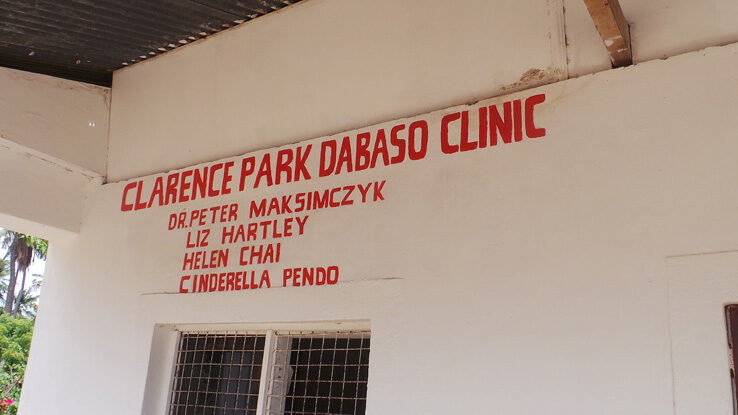 CLARENCE PARK DABASO CLINIC
DR. PETER MAKSIMCZYK
LIZ HARTLEY
HELEN CHAI
CINDERELLA PENDO